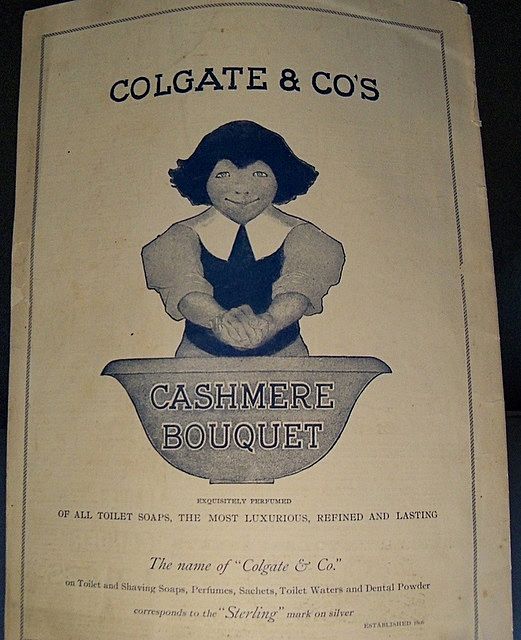 COLGATE & CO'S
CASHMERE
BOUQUET
EXQUISITELY PERFUMED
OF ALL TOILET SOAPS, THE MOST LUXURIOUS, REFINED AND LASTING
The name of "Colgate & Co."
on Toilet and Shaving Soaps, Perfumes, Sachets, Toilet Waters and Dental Powder
corresponds to the "Sterling" mark on silver
ESTABLISHED 1806